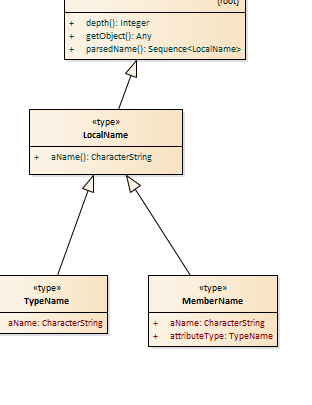 {root}
+ depth(): Integer
+ getObject(): Any
+ parsedName(): Sequence<LocalName>
«type»
LocalName
+ aName(): CharacterString
«type»
TypeName
aName: CharacterString
«type»
MemberName
+ aName: CharacterString
+ attributeType: TypeName